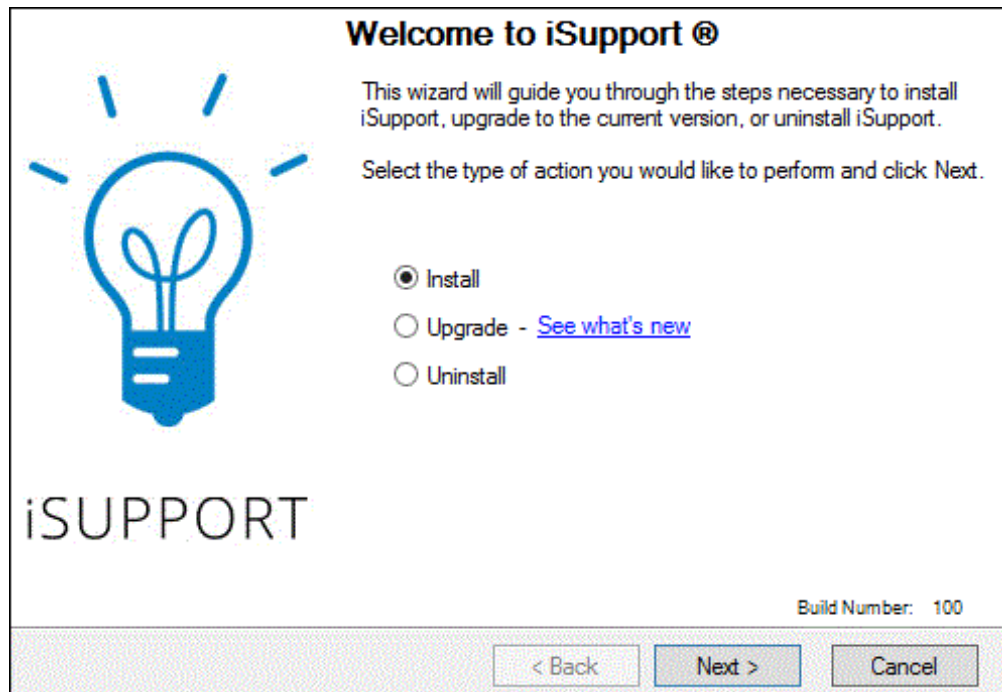 Welcome to iSupport ®
This wizard will guide you through the steps necessary to install
iSupport, upgrade to the current version, or uninstall iSupport.
Select the type of action you would like to perform and click Next.
Install
Upgrade - See what's new
Uninstall
iSUPPORT
Build Number: 100
< Back Next > Cancel